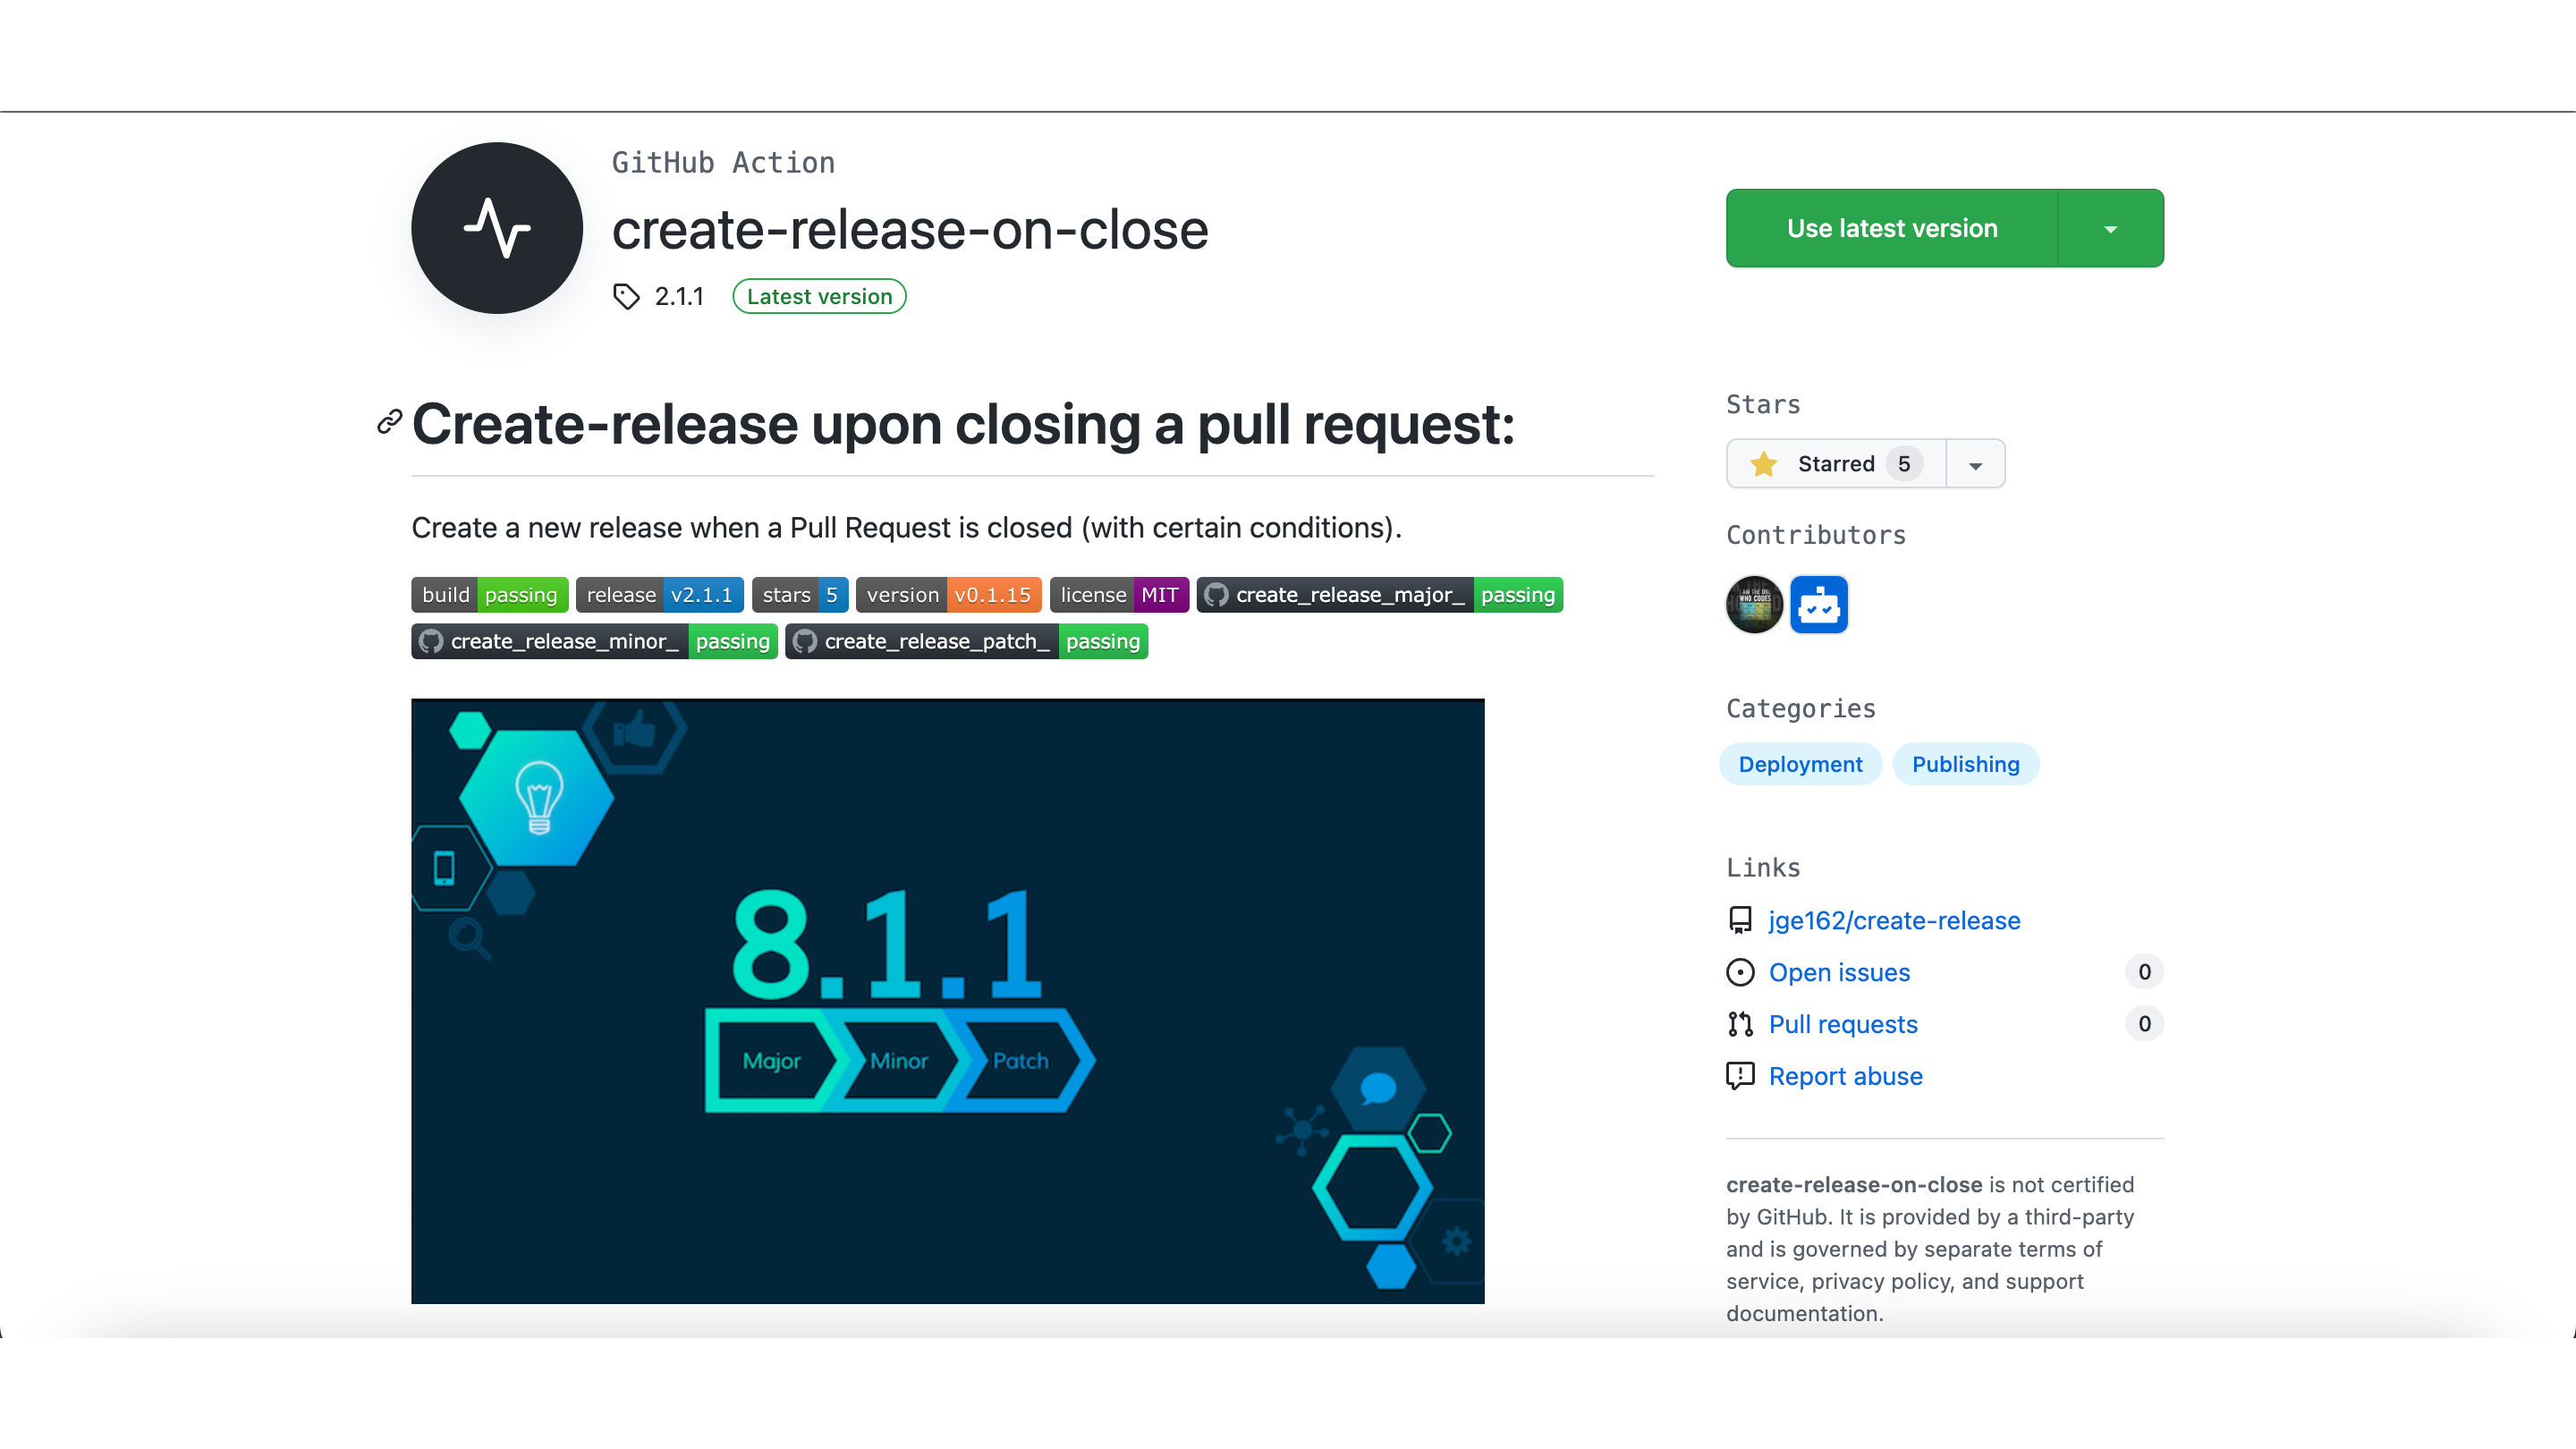 GitHub Action
create-release-on-close
2.1.1 Latest version
Use latest version
Create-release upon closing a pull request:
Create a new release when a Pull Request is closed (with certain conditions).
build passing release v2.1.1 stars 5 version v0.1.15 license MIT create_release_major_ passing
create_release_minor_ passing create_release_patch_ passing
8.1.1
Major Minor Patch
Stars
Starred 5
Contributors
I AM THE ONE
WHO CODES
Categories
Deployment Publishing
Links
jge162/create-release
Open issues 0
Pull requests 0
Report abuse
create-release-on-close is not certified
by GitHub. It is provided by a third-party
and is governed by separate terms of
service, privacy policy, and support
documentation.